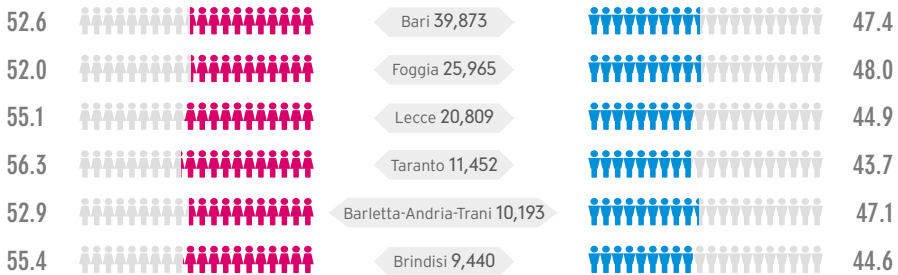 52.6 Bari 39,873 47.4
52.0 Foggia 25,965 48.0
55.1 Lecce 20,809 44.9
56.3 Taranto 11,452 43.7
52.9 Barletta-Andria-Trani 10,193 47.1
55.4 Brindisi 9,440 44.6